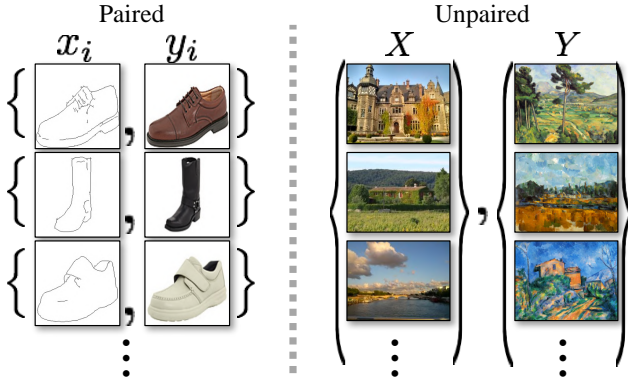 Paired
Unpaired
x_i y_i
X Y
{ , }
{ , }
{ , }
( , )
⋮ ⋮ ⋮